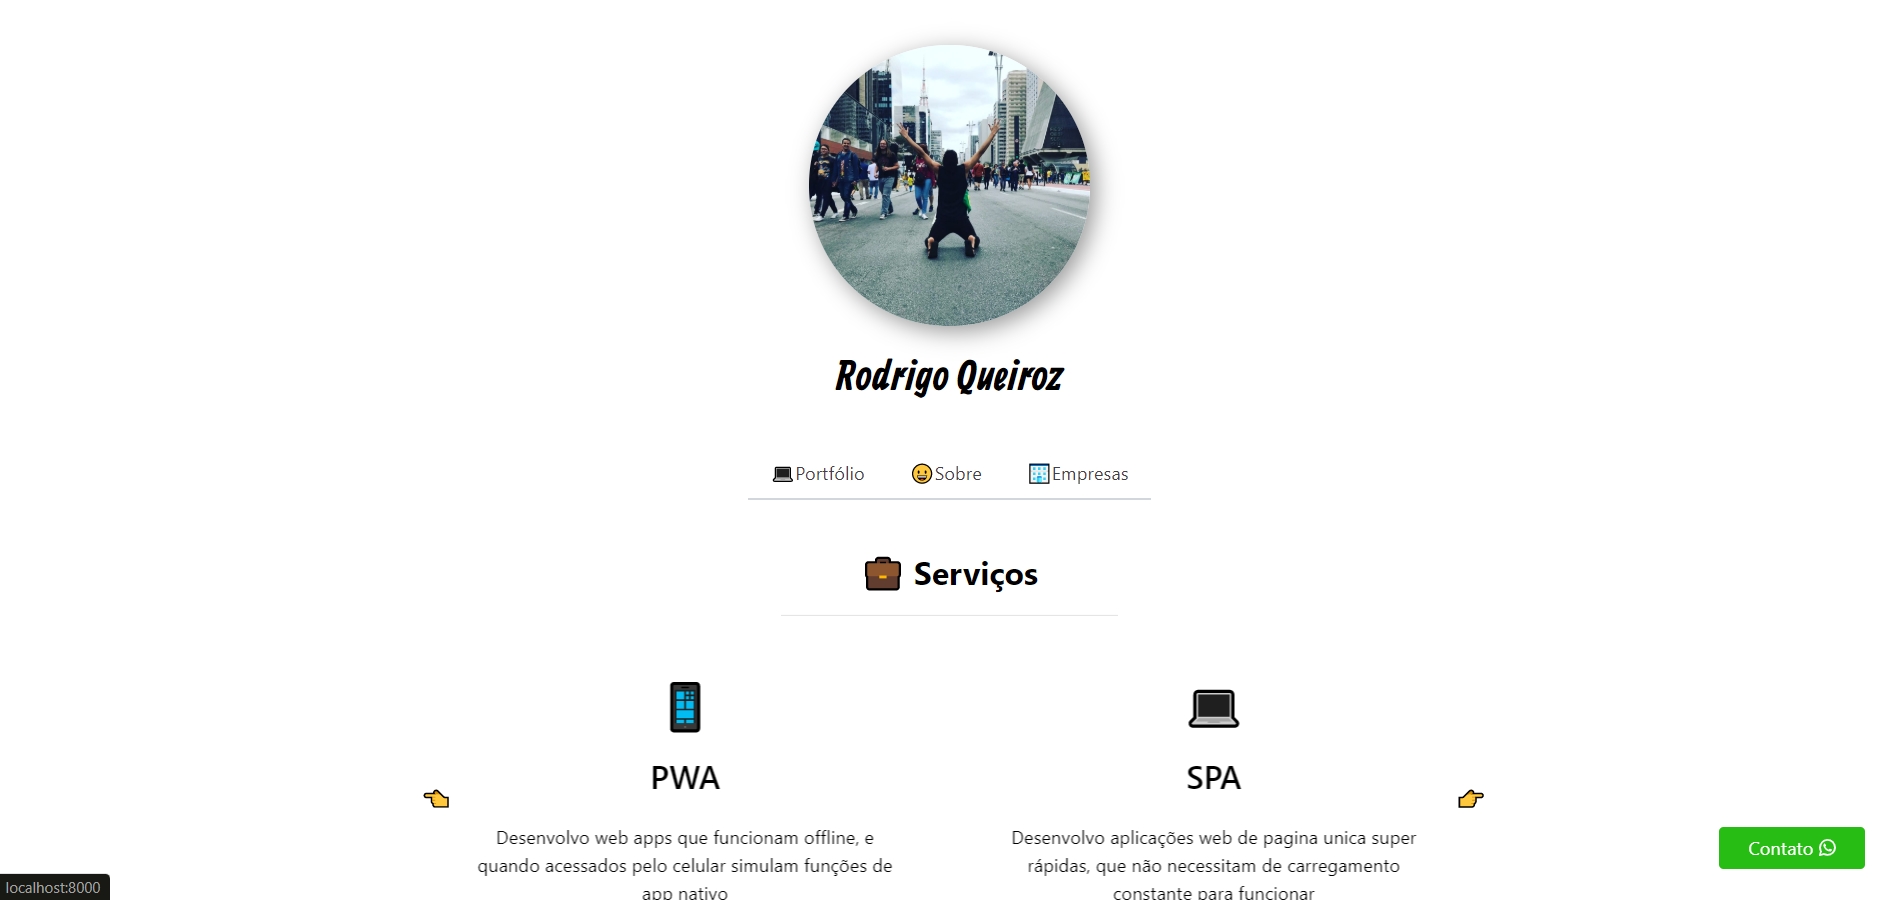 Rodrigo Queiroz
Portfólio Sobre Empresas
Serviços
PWA
Desenvolvo web apps que funcionam offline, e
quando acessados pelo celular simulam funções de
app nativo
SPA
Desenvolvo aplicações web de pagina unica super
rápidas, que não necessitam de carregamento
constante para funcionar
Contato
localhost:8000